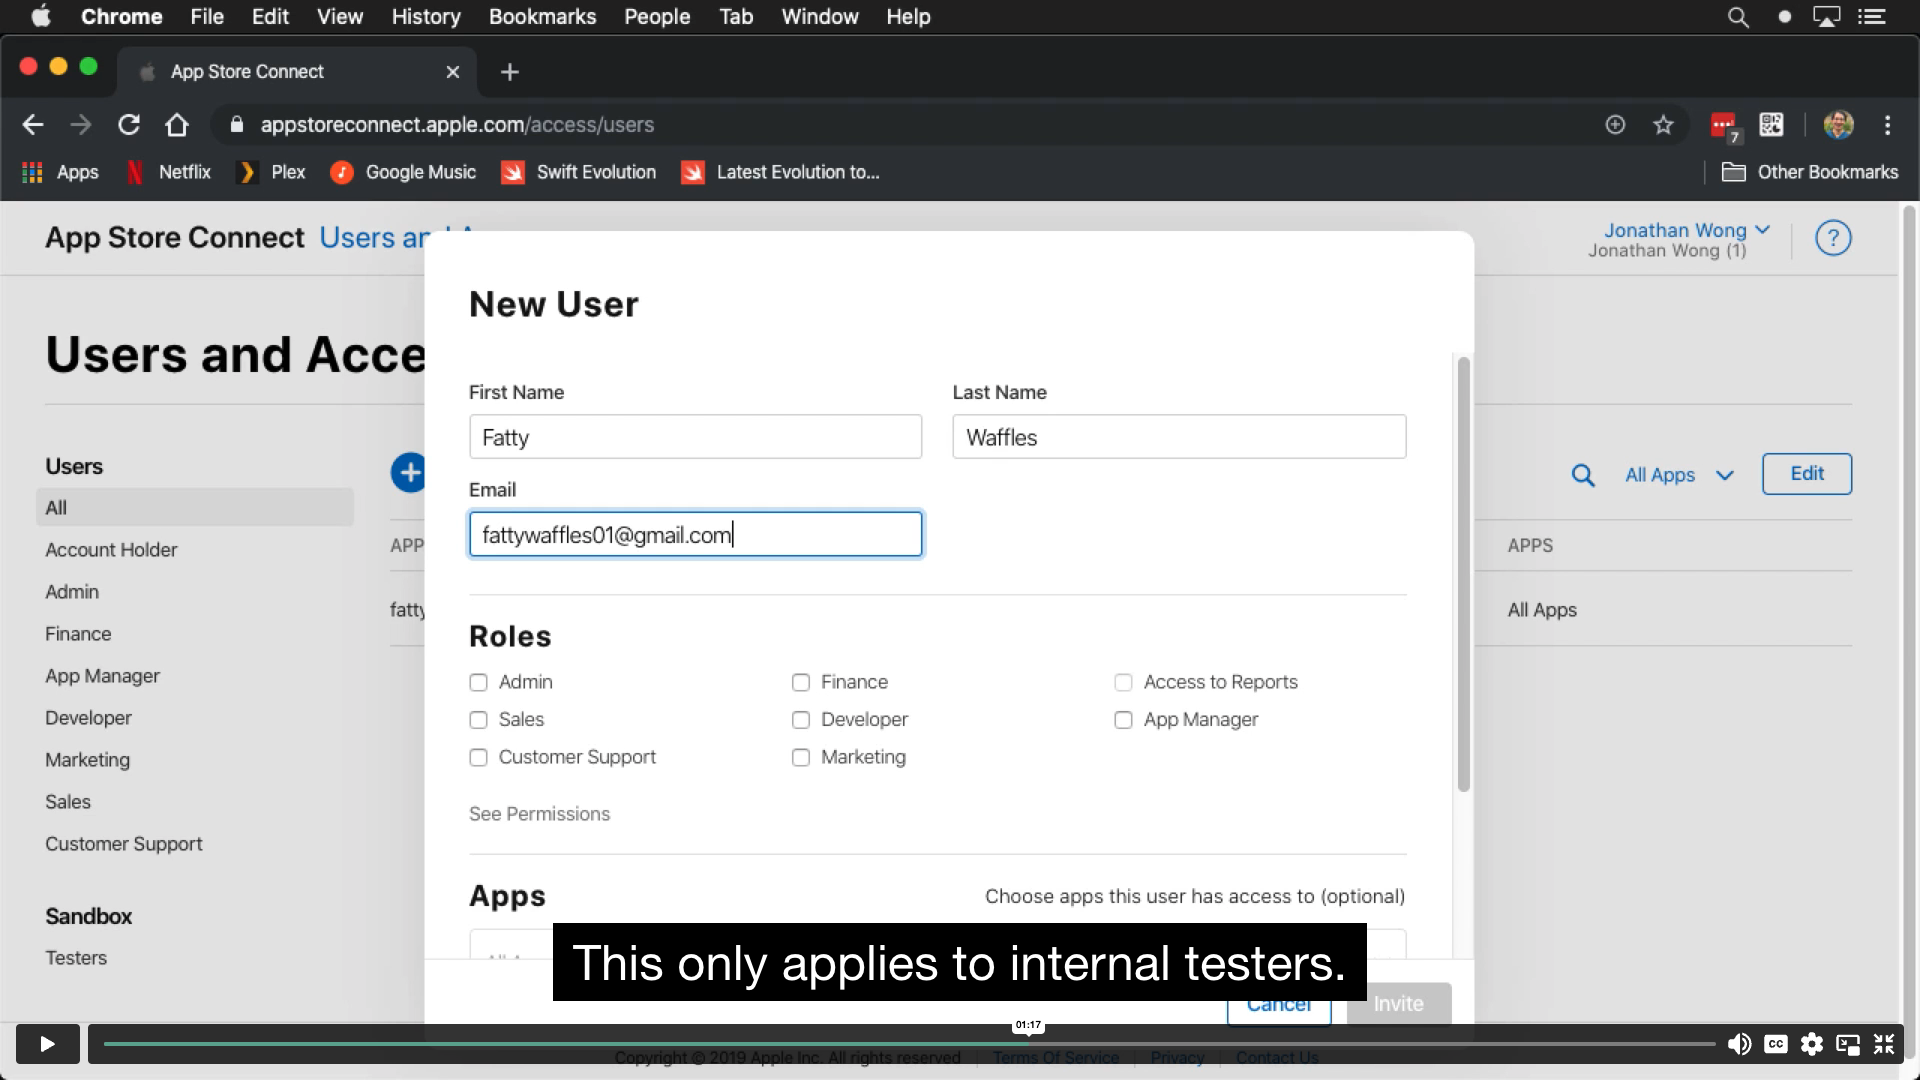 Chrome File Edit View History Bookmarks People Tab Window Help
App Store Connect
appstoreconnect.apple.com/access/users
7
Apps Netflix Plex Google Music Swift Evolution Latest Evolution to... Other Bookmarks
App Store Connect Users and A
Jonathan Wong
Jonathan Wong (1)
?
New User
Users and Acce
First Name Last Name
Fatty Waffles
Users
All Apps Edit
Email
All
fattywaffles01@gmail.com
Account Holder
APP
APPS
Admin
fatty
All Apps
Finance
Roles
App Manager
Admin Finance Access to Reports
Developer
Sales Developer App Manager
Marketing
Customer Support Marketing
Sales
See Permissions
Customer Support
Apps Choose apps this user has access to (optional)
Sandbox
Testers
This only applies to internal testers.
Cancel Invite
01:17
CC
Copyright © 2019 Apple Inc. All rights reserved Terms Of Service Privacy Contact Us